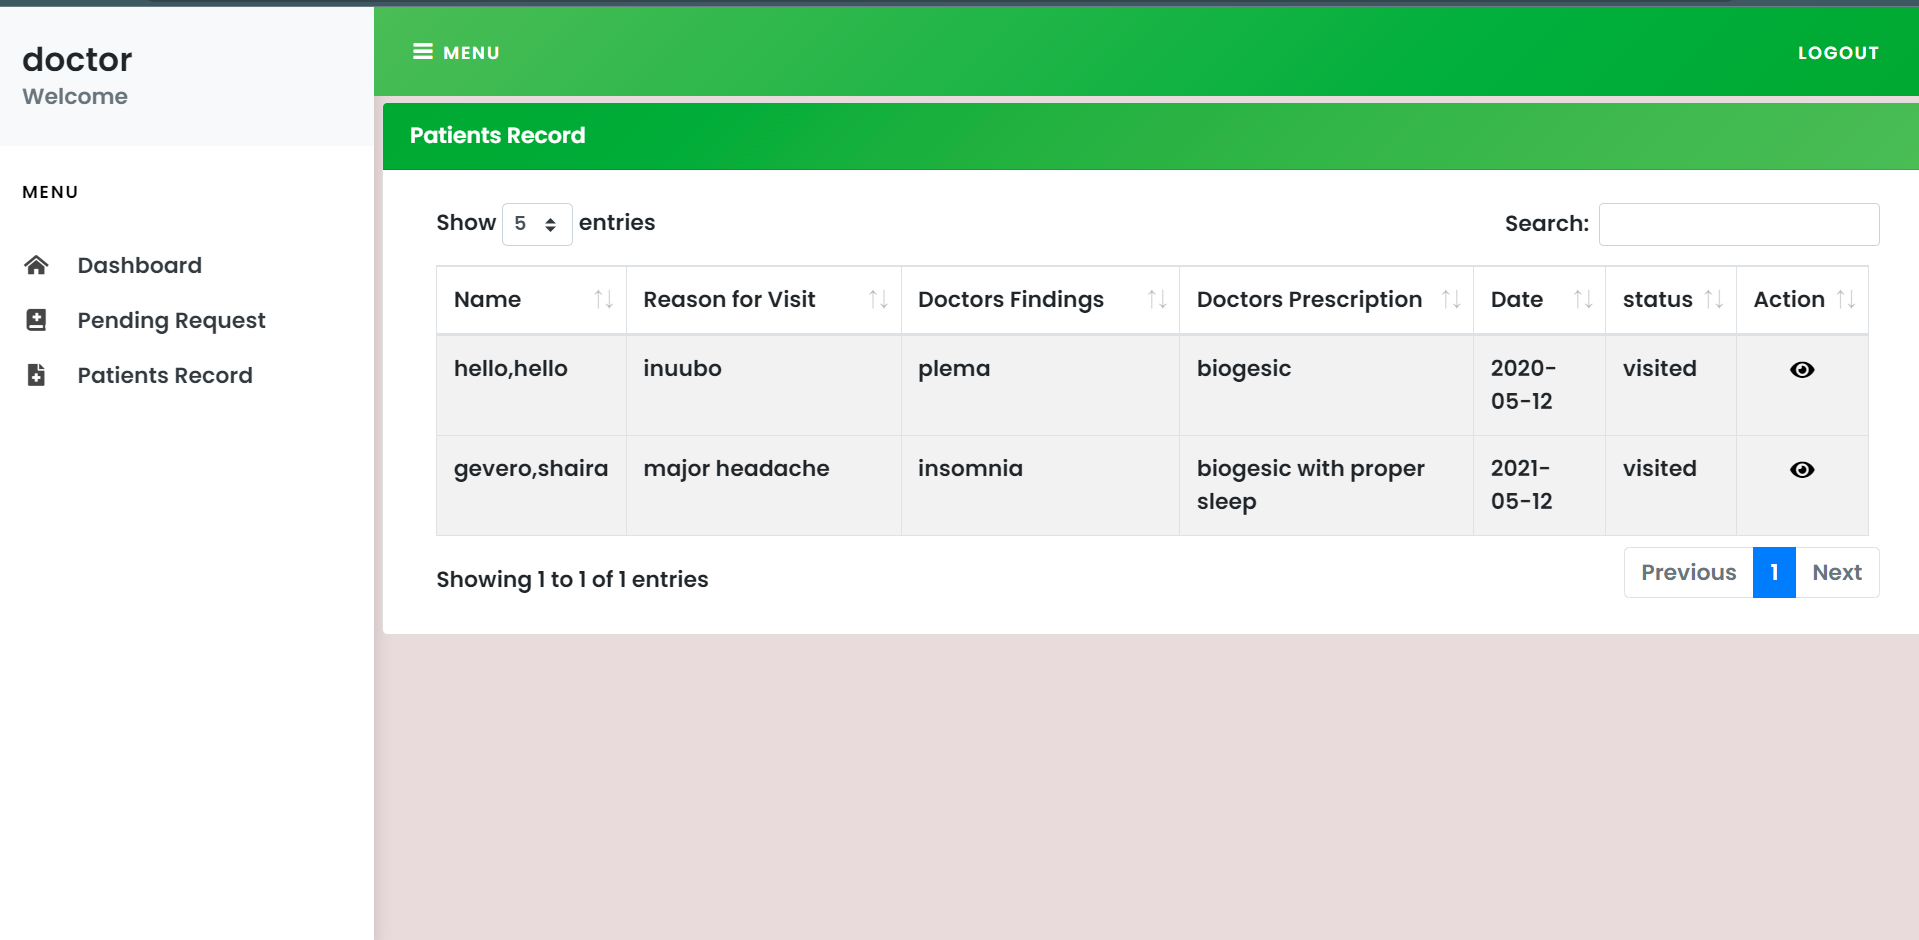 doctor
Welcome
MENU
Dashboard
Pending Request
Patients Record
MENU
LOGOUT
Patients Record
Show 5 entries
Search:
Name
Reason for Visit
Doctors Findings
Doctors Prescription
Date
status
Action
hello,hello
inuubo
plema
biogesic
2020-
05-12
visited
gevero,shaira
major headache
insomnia
biogesic with proper
sleep
2021-
05-12
visited
Showing 1 to 1 of 1 entries
Previous 1 Next